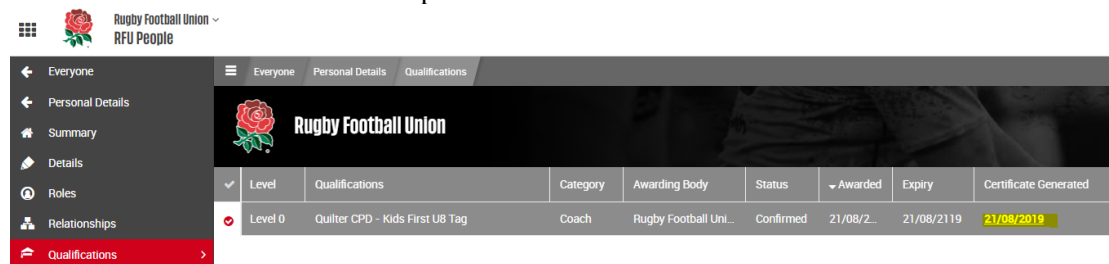 Rugby Football Union
RFU People
Everyone
Personal Details
Summary
Details
Roles
Relationships
Qualifications
Everyone Personal Details Qualifications
Rugby Football Union
Level Qualifications Category Awarding Body Status Awarded Expiry Certificate Generated
Level 0 Quilter CPD - Kids First U8 Tag Coach Rugby Football Uni... Confirmed 21/08/2... 21/08/2119 21/08/2019